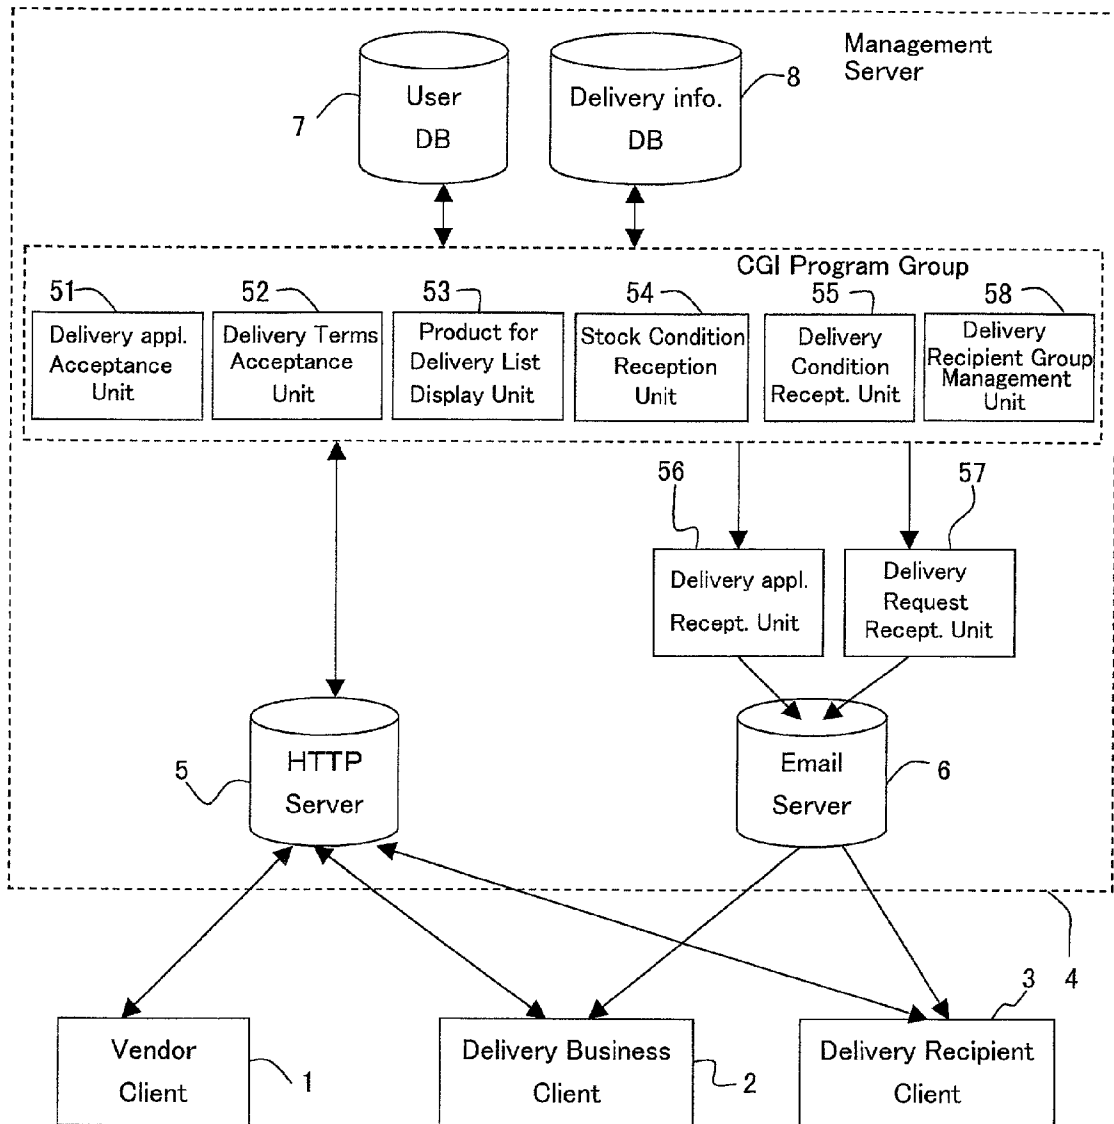 Management
Server
User
DB
7
Delivery info.
DB
8
CGI Program Group
51
52
53
54
55
58
Delivery appl.
Acceptance
Unit
Delivery Terms
Acceptance
Unit
Product for
Delivery List
Display Unit
Stock Condition
Reception
Unit
Delivery
Condition
Recept. Unit
Delivery
Recipient Group
Management
Unit
56
57
Delivery appl.
Recept. Unit
Delivery
Request
Recept. Unit
5
HTTP
Server
Email
Server
6
4
3
Vendor
Client
1
Delivery Business
Client
2
Delivery Recipient
Client